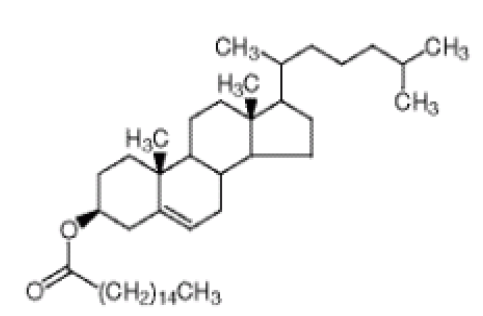 CH₃ CH₃
H₃C
CH₃
H₃C
O
O (CH₂)₁₄CH₃